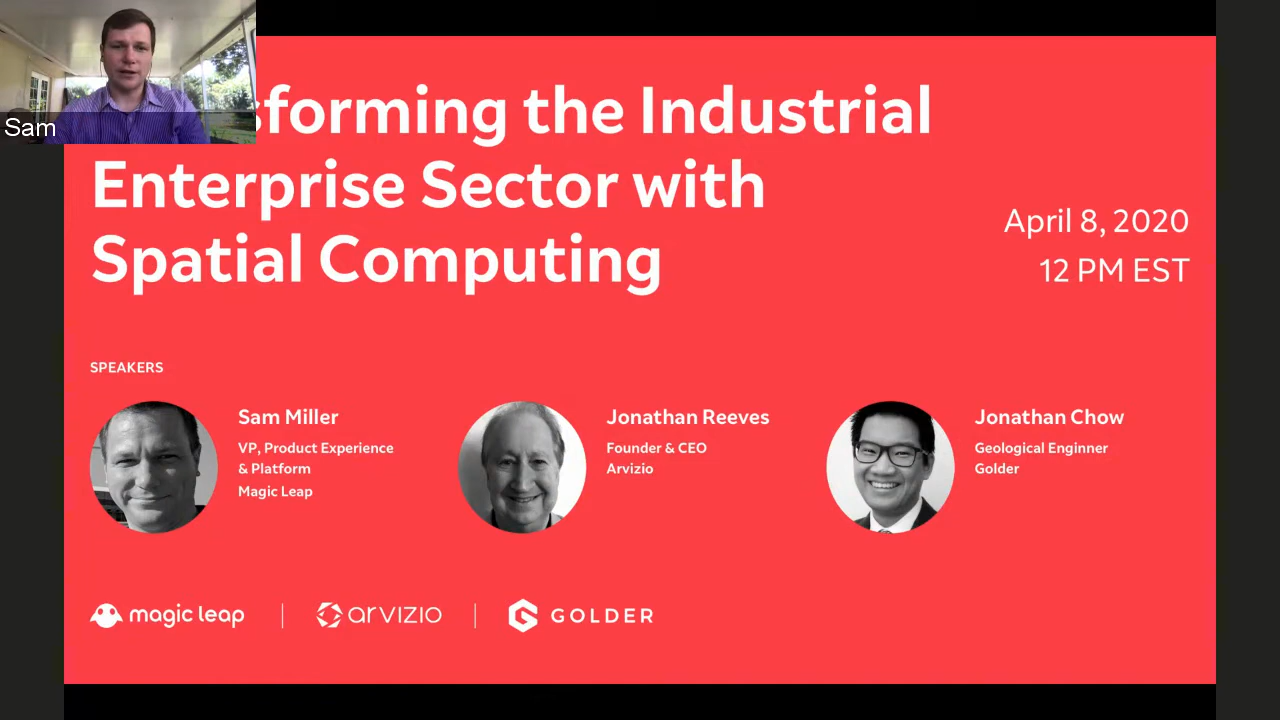 Sam
sforming the Industrial
Enterprise Sector with
Spatial Computing
April 8, 2020
12 PM EST
SPEAKERS
Sam Miller
VP, Product Experience
& Platform
Magic Leap
Jonathan Reeves
Founder & CEO
Arvizio
Jonathan Chow
Geological Enginner
Golder
magic leap
arvizio
GOLDER